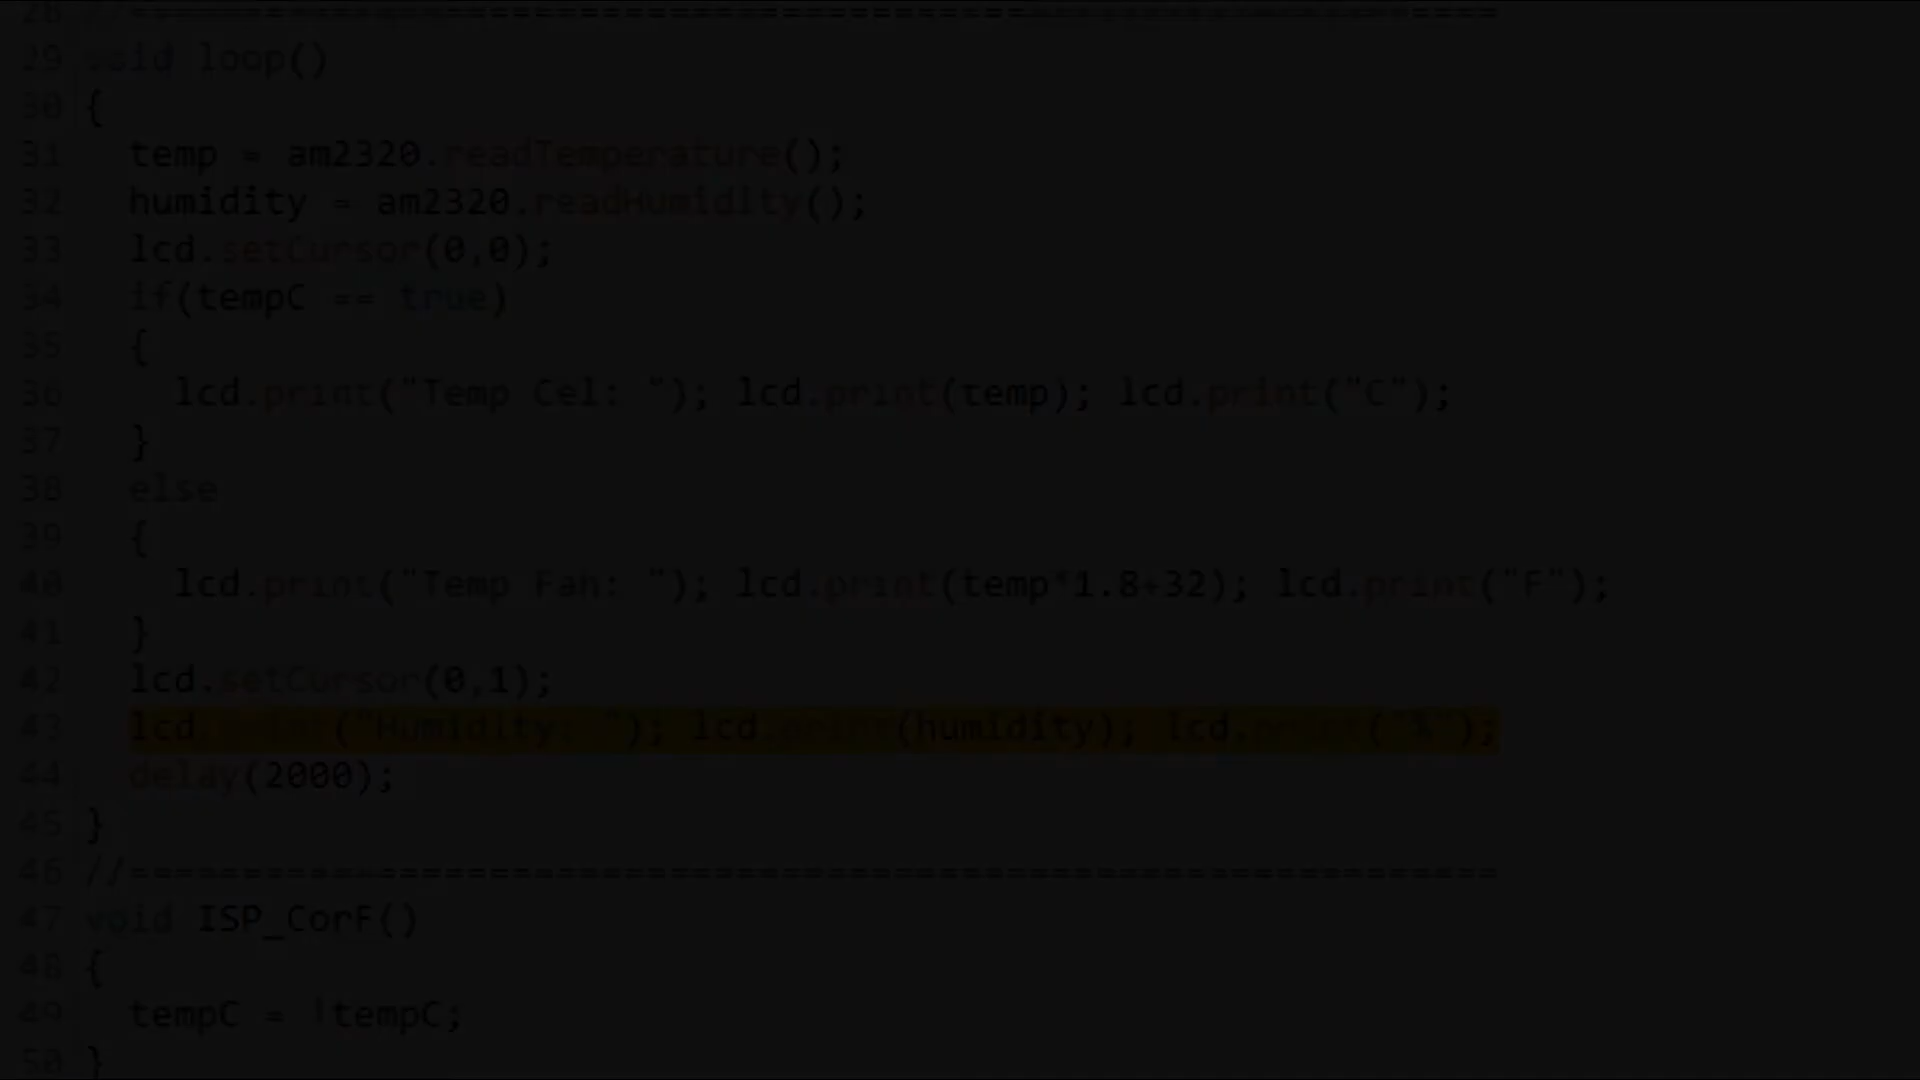 28 //=============================================================
29 void loop()
30 {
31 temp = am2320.readTemperature();
32 humidity = am2320.readHumidity();
33 lcd.setCursor(0,0);
34 if(tempC == true)
35 {
36 lcd.print("Temp Cel: "); lcd.print(temp); lcd.print("C");
37 }
38 else
39 {
40 lcd.print("Temp Fah: "); lcd.print(temp*1.8+32); lcd.print("F");
41 }
42 lcd.setCursor(0,1);
43 lcd.print("Humidity: "); lcd.print(humidity); lcd.print("%");
44 delay(2000);
45 }
46 //=============================================================
47 void ISP_CorF()
48 {
49 tempC = !tempC;
50 }